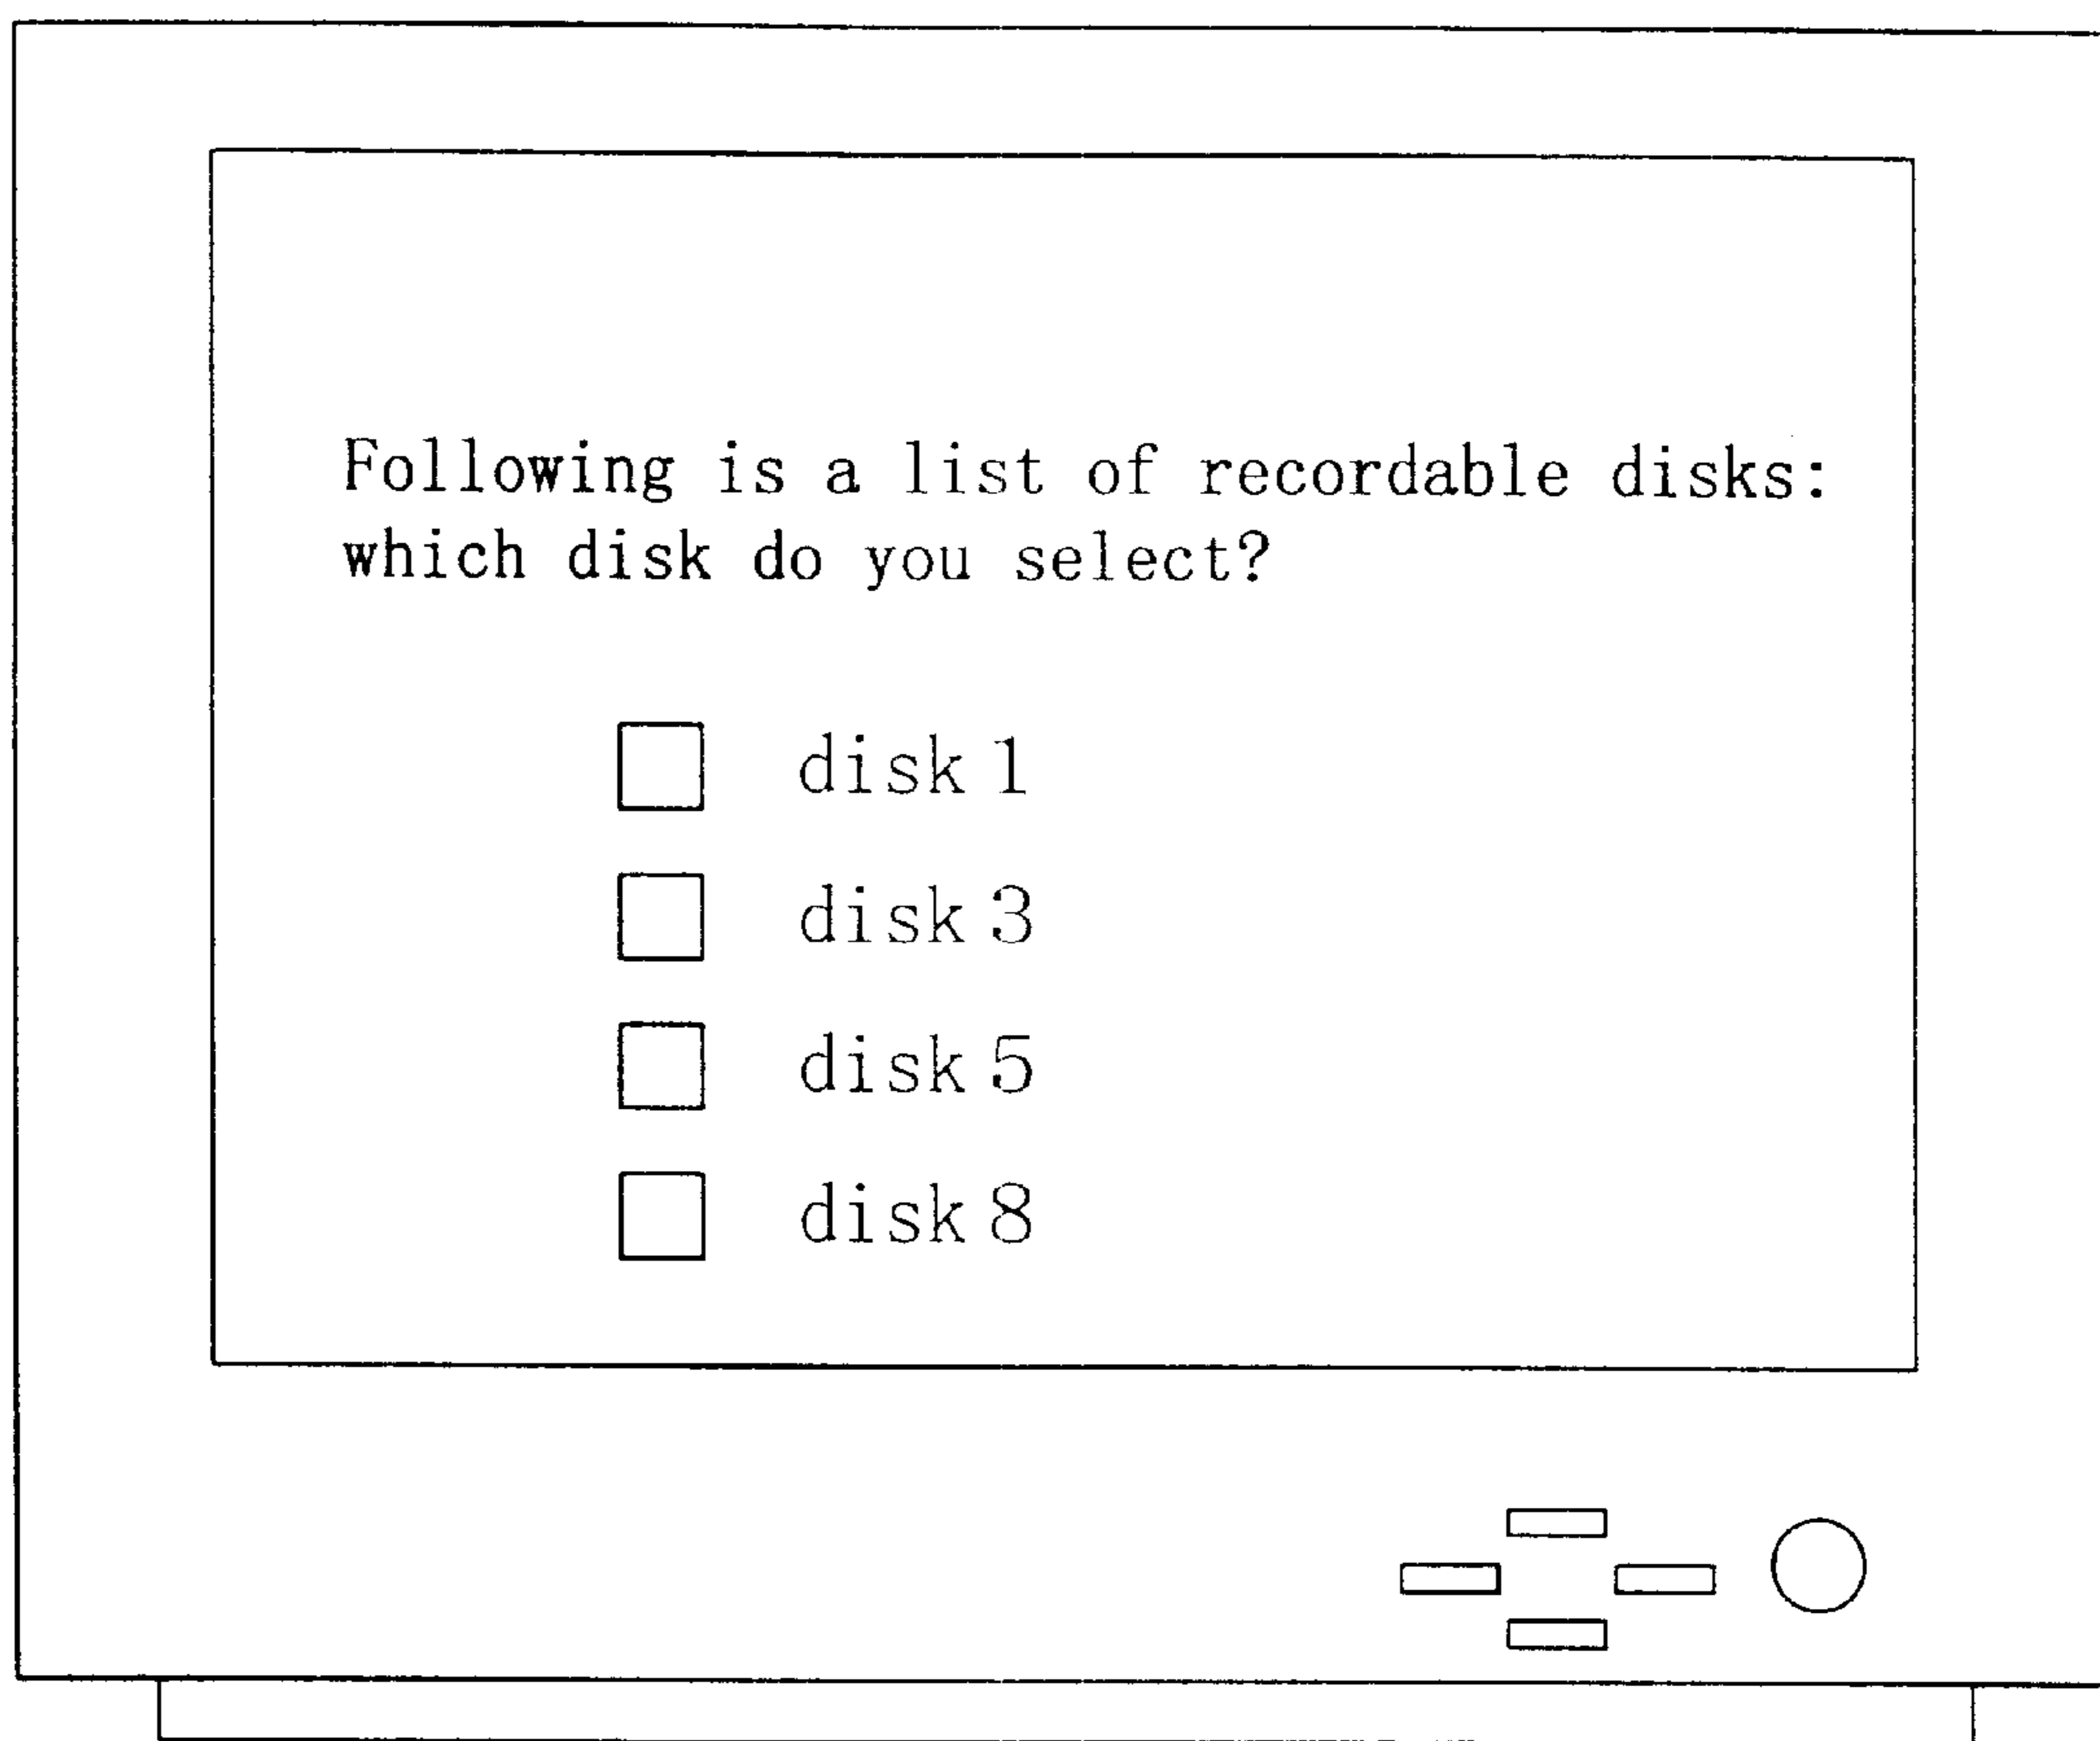 Following is a list of recordable disks:
which disk do you select?
disk 1
disk 3
disk 5
disk 8